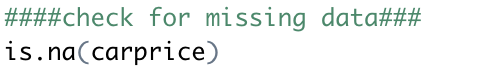 ####check for missing data###
is.na(carprice)